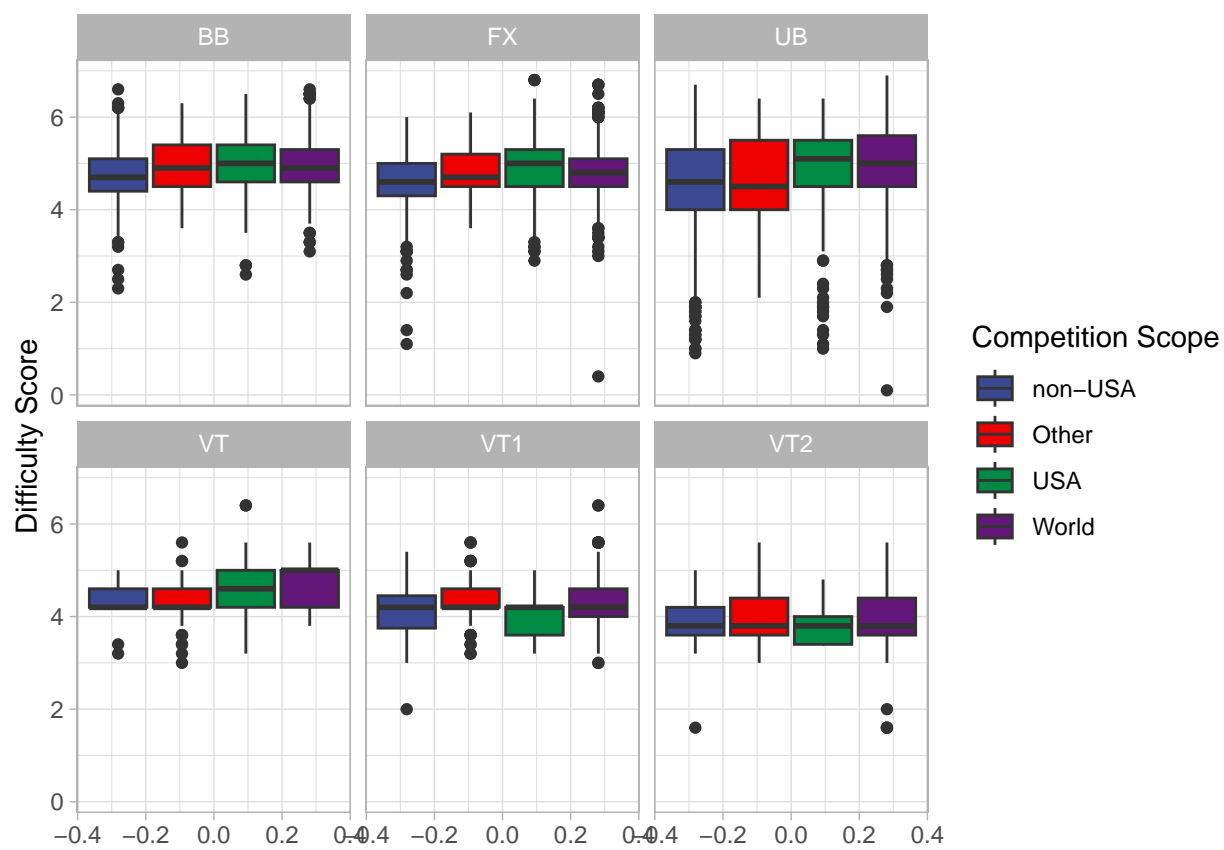 BB FX UB
6
4
2
0
Difficulty Score
VT VT1 VT2
6
4
2
0
−0.4 −0.2 0.0 0.2 0.4 −0.4 −0.2 0.0 0.2 0.4 −0.4 −0.2 0.0 0.2 0.4
Competition Scope
non−USA
Other
USA
World